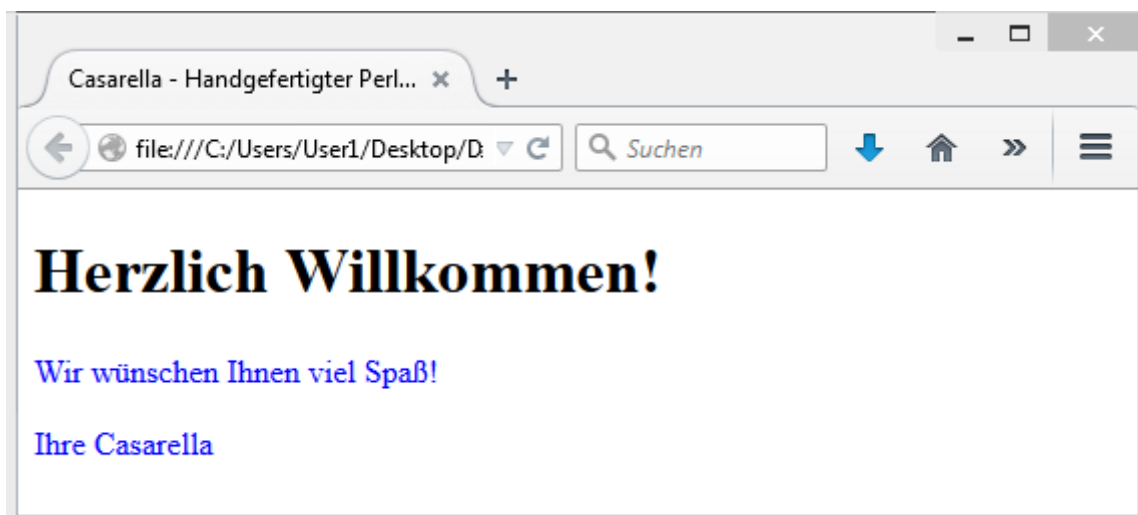 Casarella - Handgefertigter Perl...
file:///C:/Users/User1/Desktop/D: Suchen
Herzlich Willkommen!
Wir wünschen Ihnen viel Spaß!
Ihre Casarella